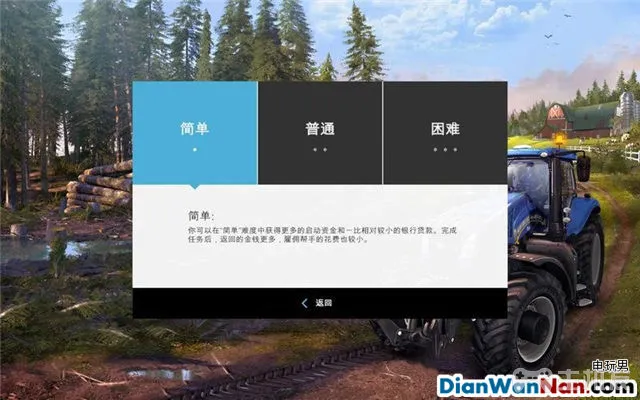 简单
普通
困难
简单:
你可以在“简单”难度中获得更多的启动资金和一比相对较小的银行贷款。完成
任务后，返回的金钱更多，雇佣帮手的花费也较小。
返回
电玩男
DianWanNan.com